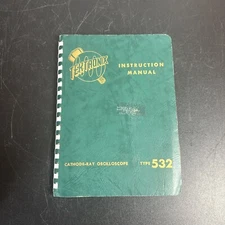 TEKTRONIX
INSTRUCTION
MANUAL
CATHODE-RAY OSCILLOSCOPE
TYPE 532